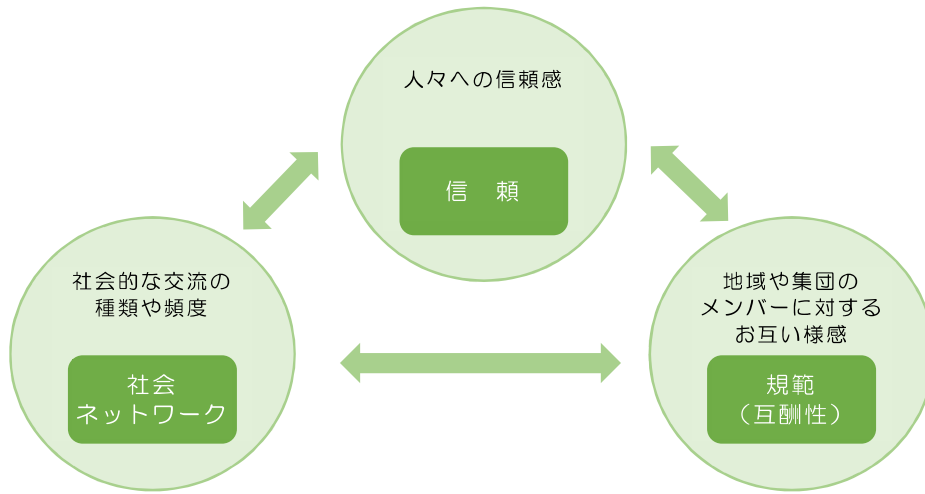 人々への信頼感
信 頼
社会的な交流の
種類や頻度
社会
ネットワーク
地域や集団の
メンバーに対する
お互い様感
規範
（互酬性）